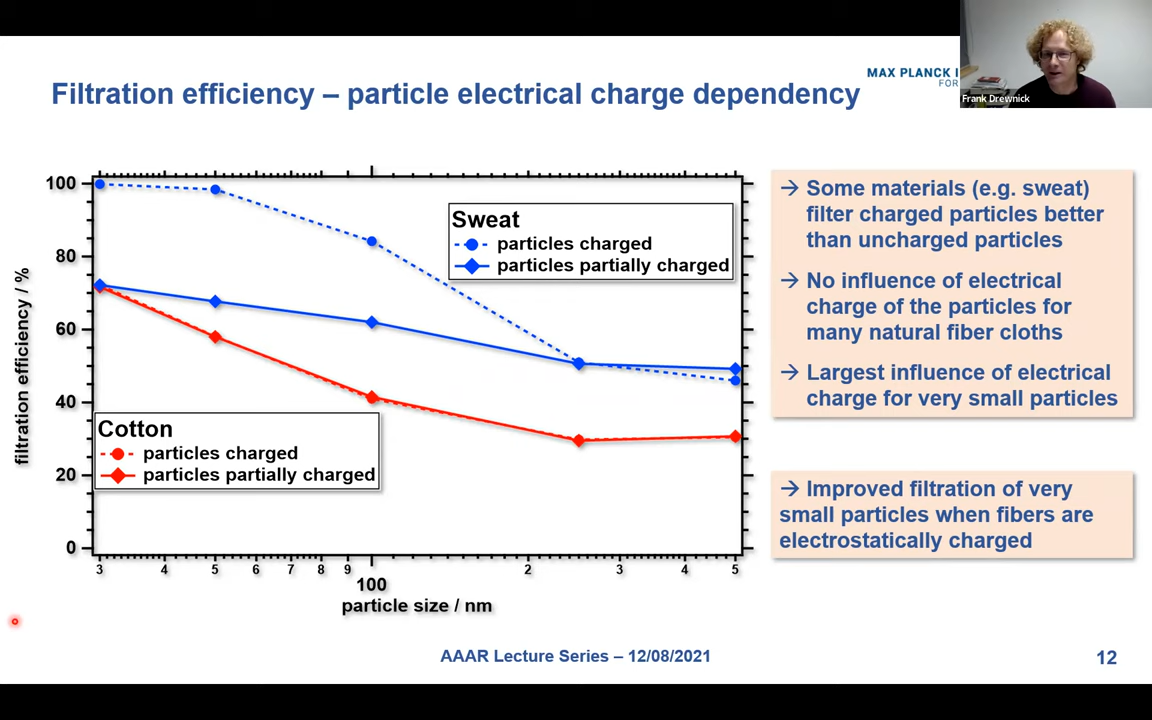 Filtration efficiency – particle electrical charge dependency
MAX PLANCK I
FOR
Frank Drewnick
filtration efficiency / %
100
80
60
40
20
0
Sweat
particles charged
particles partially charged
Cotton
particles charged
particles partially charged
3 4 5 6 7 8 9 2 3 4 5
100
particle size / nm
→ Some materials (e.g. sweat)
filter charged particles better
than uncharged particles
→ No influence of electrical
charge of the particles for
many natural fiber cloths
→ Largest influence of electrical
charge for very small particles
→ Improved filtration of very
small particles when fibers are
electrostatically charged
AAAR Lecture Series – 12/08/2021
12